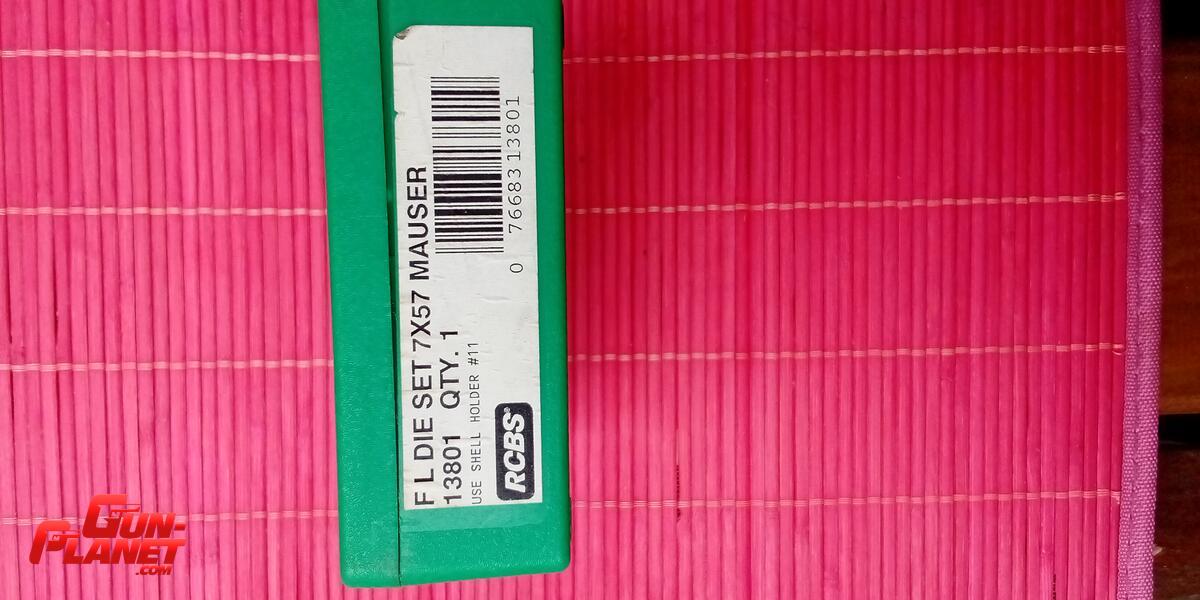 F L DIE SET 7X57 MAUSER
13801 QTY. 1
USE SHELL HOLDER #11
RCBS®
0 76683 13801
GUN-
PLANET
.COM